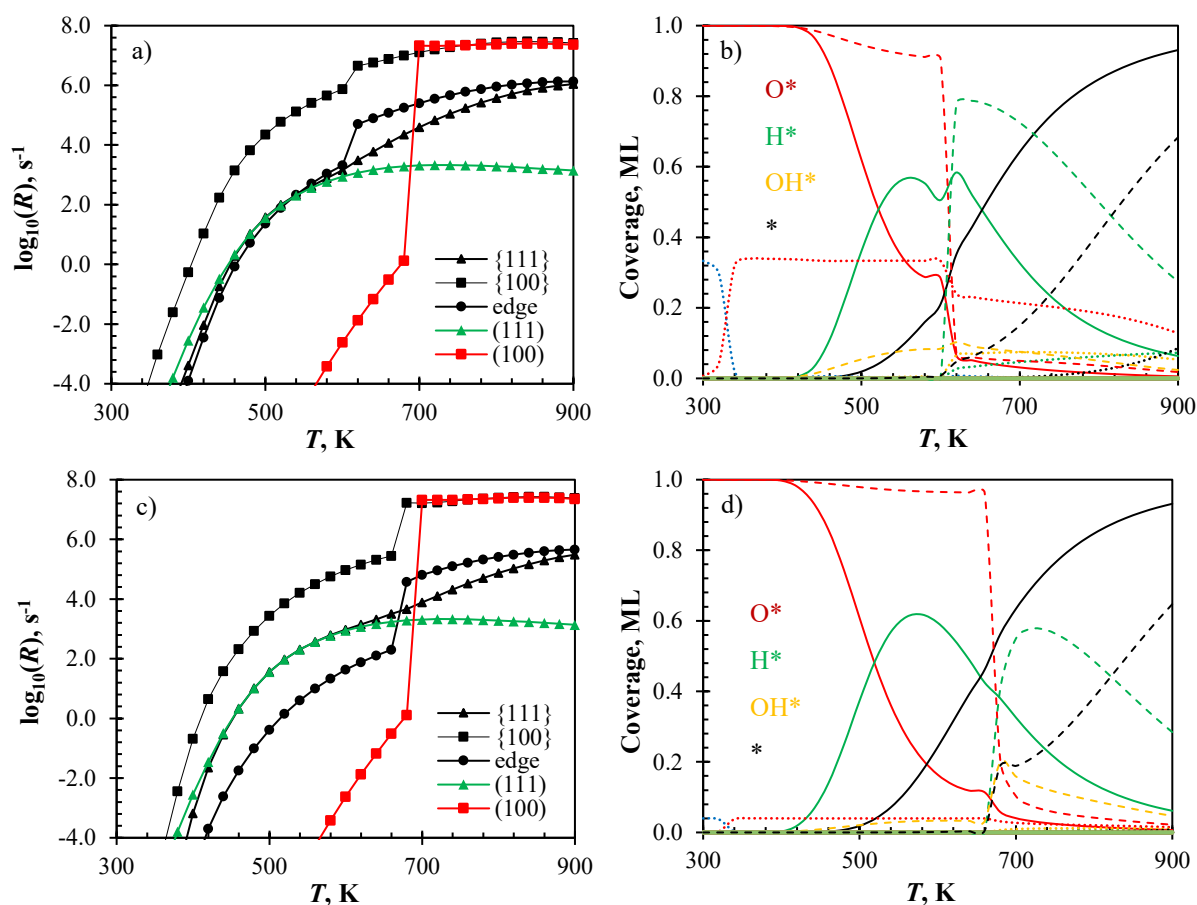 8.0
6.0
4.0
2.0
0.0
-2.0
-4.0
log10(R), s⁻¹
a)
{111}
{100}
edge
(111)
(100)
300
500
700
900
T, K
1.0
0.8
0.6
0.4
0.2
0.0
Coverage, ML
b)
O*
H*
OH*
*
300
500
700
900
T, K
8.0
6.0
4.0
2.0
0.0
-2.0
-4.0
log10(R), s⁻¹
c)
{111}
{100}
edge
(111)
(100)
300
500
700
900
T, K
1.0
0.8
0.6
0.4
0.2
0.0
Coverage, ML
d)
O*
H*
OH*
*
300
500
700
900
T, K